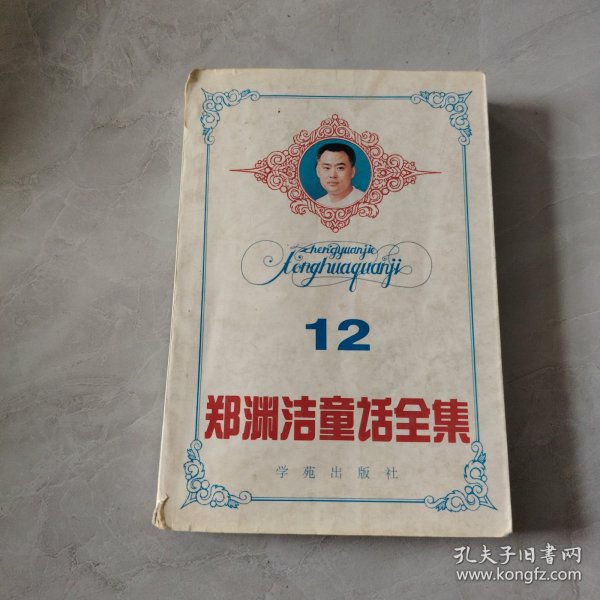 zhengyuanjie
tonghuaquanji
12
郑渊洁童话全集
学苑出版社
孔夫子旧书网
www.kongfz.com